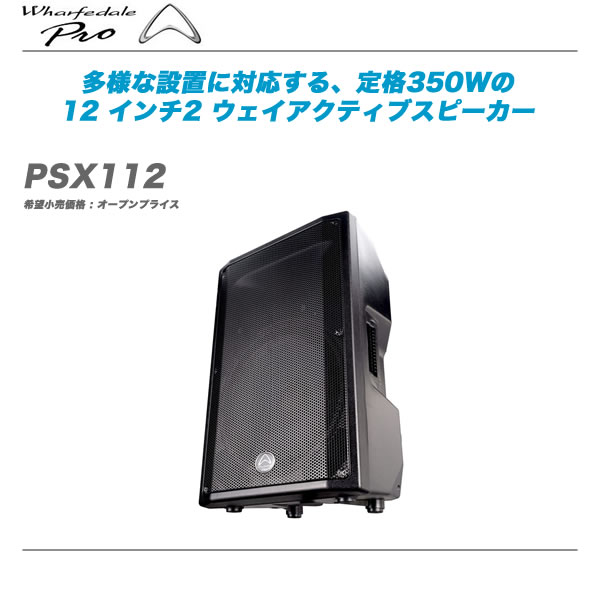 Wharfedale
Pro
多様な設置に対応する、定格350Wの
12 インチ2 ウェイアクティブスピーカー
PSX112
希望小売価格：オープンプライス